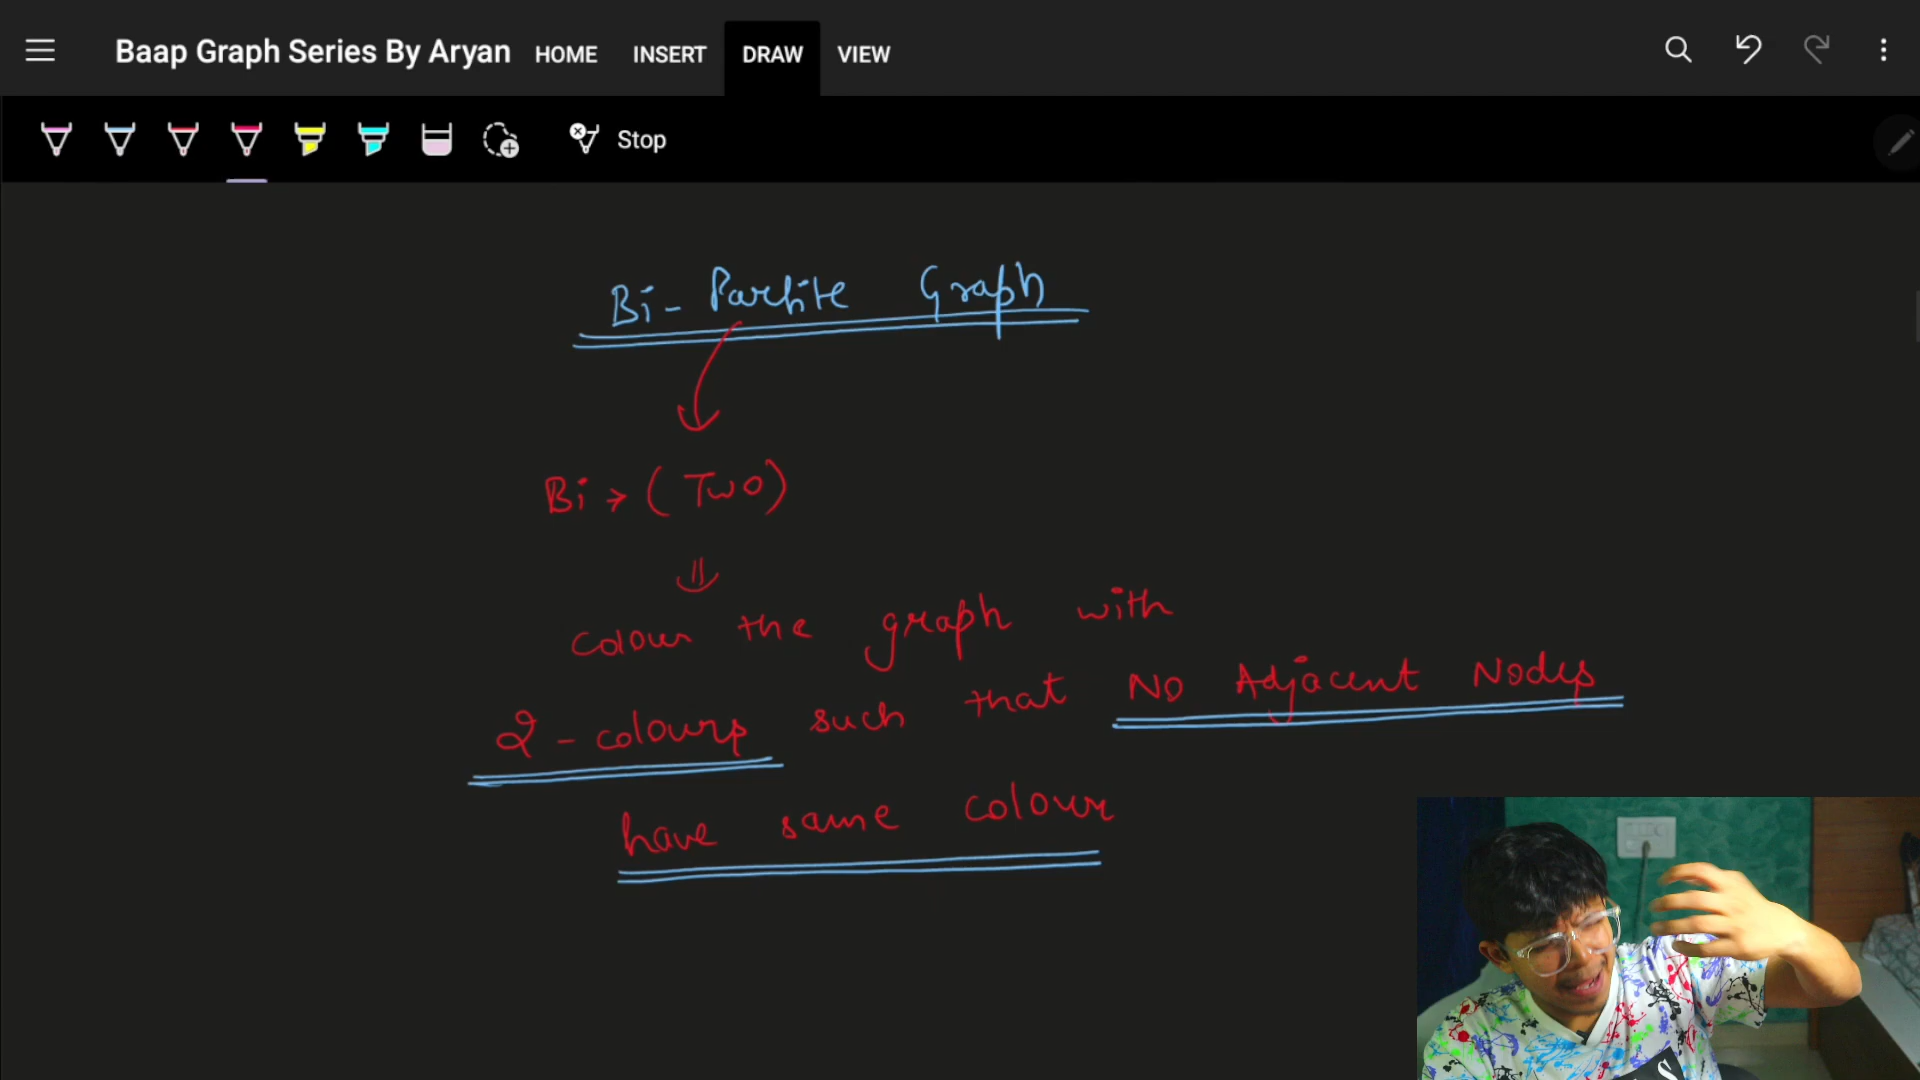 Baap Graph Series By Aryan HOME INSERT DRAW VIEW
Stop
Bi - Partite Graph
Bi → (Two)
colour the graph with
2 - colours such that No Adjacent Nodes
have same colour